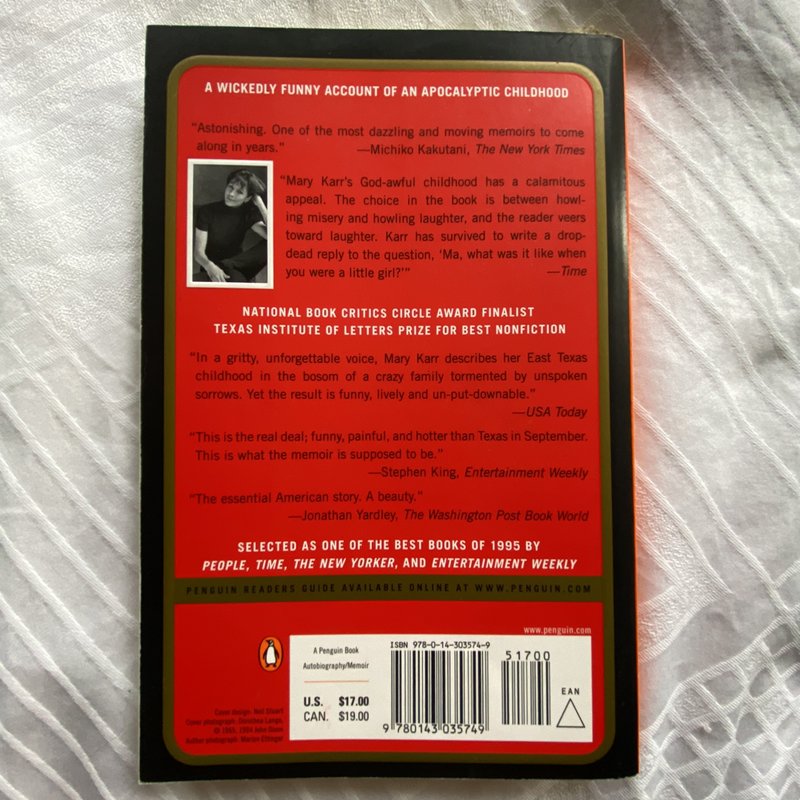 A WICKEDLY FUNNY ACCOUNT OF AN APOCALYPTIC CHILDHOOD
“Astonishing. One of the most dazzling and moving memoirs to come
along in years.” —Michiko Kakutani, The New York Times
“Mary Karr’s God-awful childhood has a calamitous
appeal. The choice in the book is between howl-
ing misery and howling laughter, and the reader veers
toward laughter. Karr has survived to write a drop-
dead reply to the question, ‘Ma, what was it like when
you were a little girl?’” —Time
NATIONAL BOOK CRITICS CIRCLE AWARD FINALIST
TEXAS INSTITUTE OF LETTERS PRIZE FOR BEST NONFICTION
“In a gritty, unforgettable voice, Mary Karr describes her East Texas
childhood in the bosom of a crazy family tormented by unspoken
sorrows. Yet the result is funny, lively and un-put-downable.”
—USA Today
“This is the real deal; funny, painful, and hotter than Texas in September.
This is what the memoir is supposed to be.”
—Stephen King, Entertainment Weekly
“The essential American story. A beauty.”
—Jonathan Yardley, The Washington Post Book World
SELECTED AS ONE OF THE BEST BOOKS OF 1995 BY
PEOPLE, TIME, THE NEW YORKER, AND ENTERTAINMENT WEEKLY
PENGUIN READERS GUIDE AVAILABLE ONLINE AT WWW.PENGUIN.COM
www.penguin.com
A Penguin Book
Autobiography/Memoir
U.S. $17.00
CAN. $19.00
ISBN 978-0-14-303574-9
51700
EAN
9 780143 035749
Cover design: Neil
Cover photograph: Dorothea Lange,
Author photograph: Marion Ettlinger